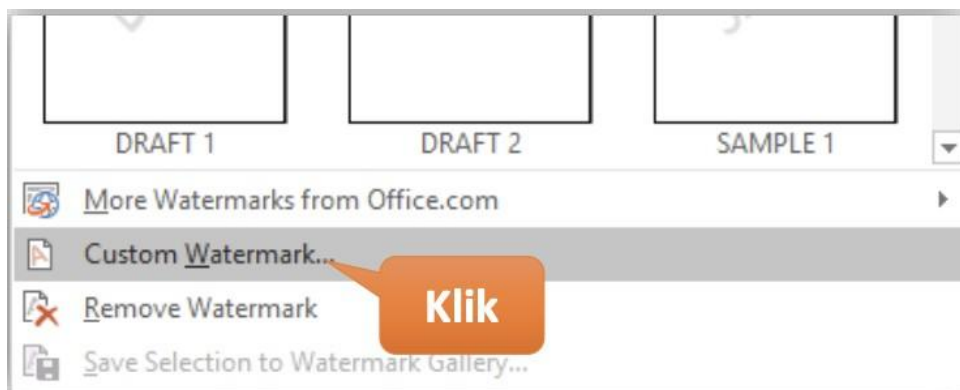 DRAFT 1 DRAFT 2 SAMPLE 1
More Watermarks from Office.com
Custom Watermark...
Klik
Remove Watermark
Save Selection to Watermark Gallery...